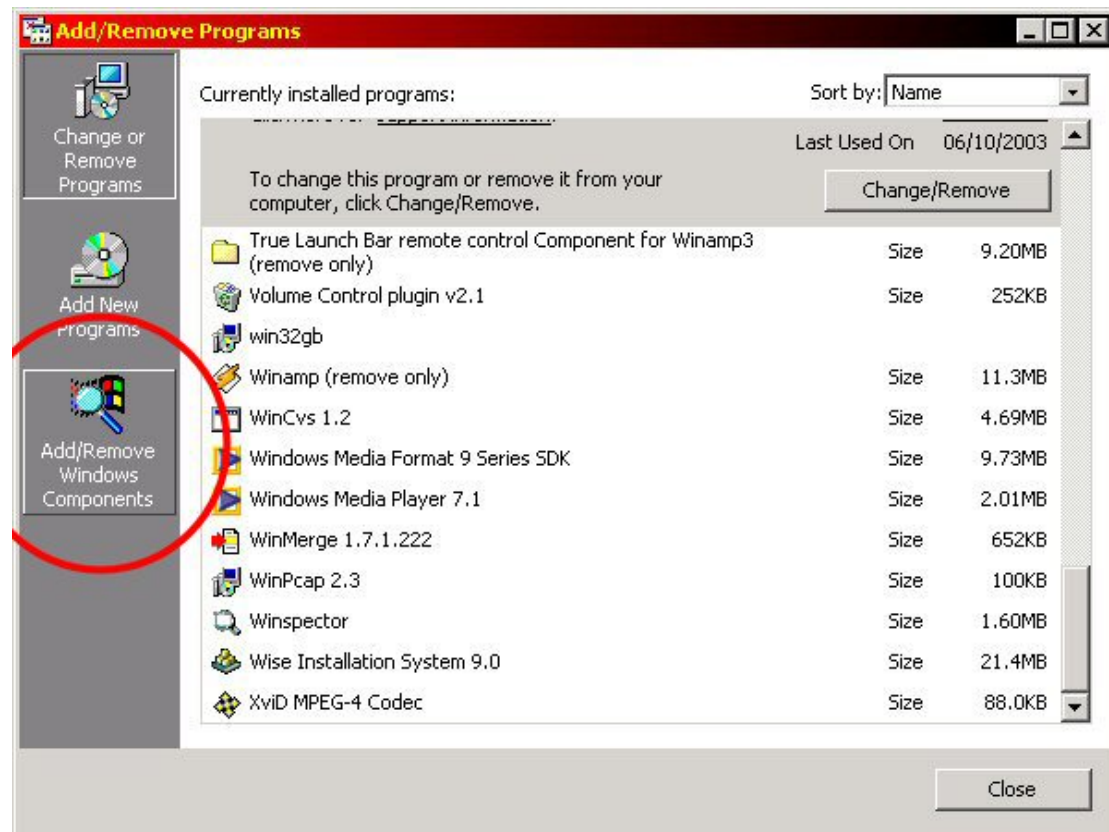 Add/Remove Programs
Change or
Remove
Programs
Add New
Programs
Add/Remove
Windows
Components
Currently installed programs:
Sort by: Name
support information.
Last Used On 06/10/2003
To change this program or remove it from your
computer, click Change/Remove.
Change/Remove
True Launch Bar remote control Component for Winamp3
(remove only)
Size 9.20MB
Volume Control plugin v2.1 Size 252KB
win32gb
Winamp (remove only) Size 11.3MB
WinCvs 1.2 Size 4.69MB
Windows Media Format 9 Series SDK Size 9.73MB
Windows Media Player 7.1 Size 2.01MB
WinMerge 1.7.1.222 Size 652KB
WinPcap 2.3 Size 100KB
Winspector Size 1.60MB
Wise Installation System 9.0 Size 21.4MB
XviD MPEG-4 Codec Size 88.0KB
Close